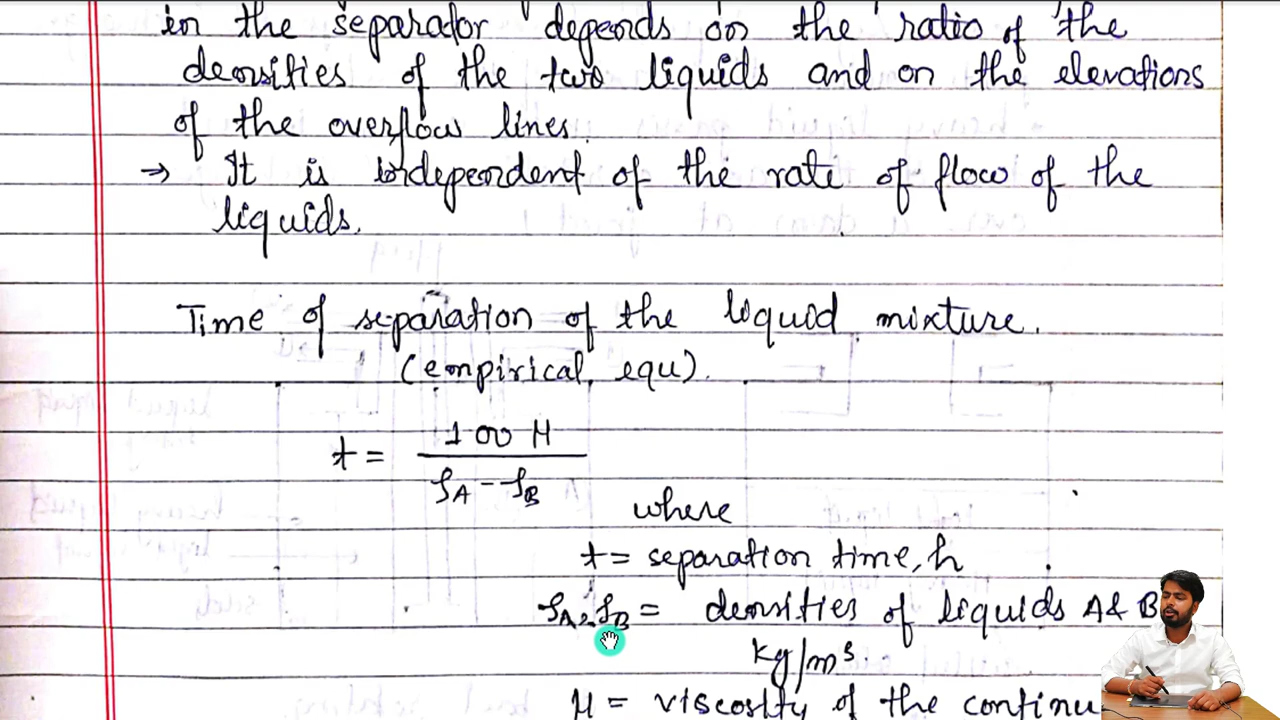 in the separator depends on the ratio of the
densities of the two liquids and on the elevations
of the overflow lines.
⇒ It is independent of the rate of flow of the
liquids.
Time of separation of the liquid mixture.
(empirical equ).
t = 100 μ / ρA - ρB
where
t = separation time, h
ρA, ρB = densities of liquids A & B,
kg/m³.
μ = viscosity of the continu